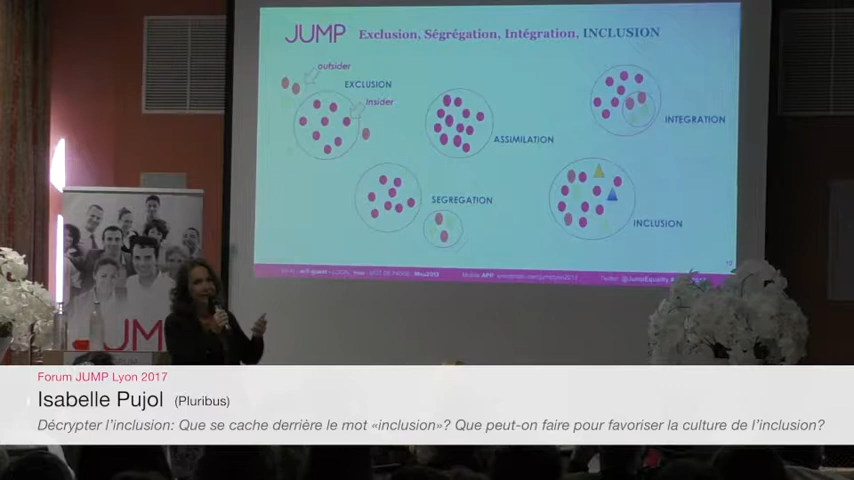 JUMP Exclusion, Ségrégation, Intégration, INCLUSION
outsider
EXCLUSION
Insider
ASSIMILATION
INTEGRATION
SEGREGATION
INCLUSION
JUM
Forum JUMP Lyon 2017
Isabelle Pujol (Pluribus)
Décrypter l'inclusion: Que se cache derrière le mot «inclusion»? Que peut-on faire pour favoriser la culture de l'inclusion?